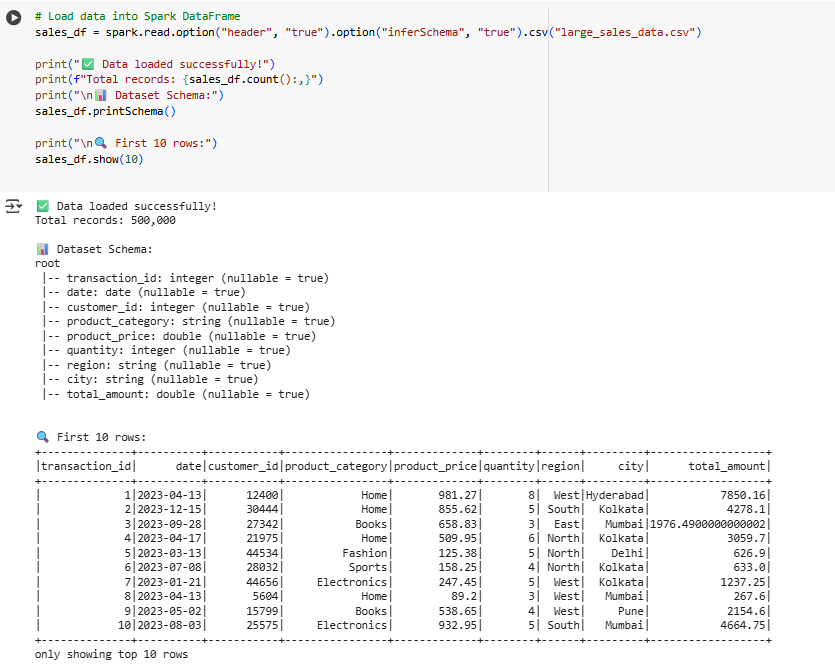 # Load data into Spark DataFrame
sales_df = spark.read.option("header", "true").option("inferSchema", "true").csv("large_sales_data.csv")
print("✅ Data loaded successfully!")
print(f"Total records: {sales_df.count():,}")
print("\n📊 Dataset Schema:")
sales_df.printSchema()
print("\n🔍 First 10 rows:")
sales_df.show(10)
✅ Data loaded successfully!
Total records: 500,000
📊 Dataset Schema:
root
 |-- transaction_id: integer (nullable = true)
 |-- date: date (nullable = true)
 |-- customer_id: integer (nullable = true)
 |-- product_category: string (nullable = true)
 |-- product_price: double (nullable = true)
 |-- quantity: integer (nullable = true)
 |-- region: string (nullable = true)
 |-- city: string (nullable = true)
 |-- total_amount: double (nullable = true)
🔍 First 10 rows:
+--------------+----------+-----------+----------------+-------------+--------+------+---------+------------------+
|transaction_id|      date|customer_id|product_category|product_price|quantity|region|     city|      total_amount|
+--------------+----------+-----------+----------------+-------------+--------+------+---------+------------------+
|             1|2023-04-13|      12400|            Home|       981.27|       8|  West|Hyderabad|           7850.16|
|             2|2023-12-15|      30444|            Home|       855.62|       5| South|  Kolkata|            4278.1|
|             3|2023-09-28|      27342|           Books|       658.83|       3|  East|   Mumbai|1976.4900000000002|
|             4|2023-04-17|      21975|            Home|       509.95|       6| North|  Kolkata|            3059.7|
|             5|2023-03-13|      44534|         Fashion|       125.38|       5| North|    Delhi|             626.9|
|             6|2023-07-08|      28032|          Sports|       158.25|       4| North|  Kolkata|             633.0|
|             7|2023-01-21|      44656|     Electronics|       247.45|       5|  West|  Kolkata|           1237.25|
|             8|2023-04-13|       5604|            Home|         89.2|       3|  West|   Mumbai|             267.6|
|             9|2023-05-02|      15799|           Books|       538.65|       4|  West|     Pune|            2154.6|
|            10|2023-08-03|      25575|     Electronics|       932.95|       5| South|   Mumbai|           4664.75|
+--------------+----------+-----------+----------------+-------------+--------+------+---------+------------------+
only showing top 10 rows